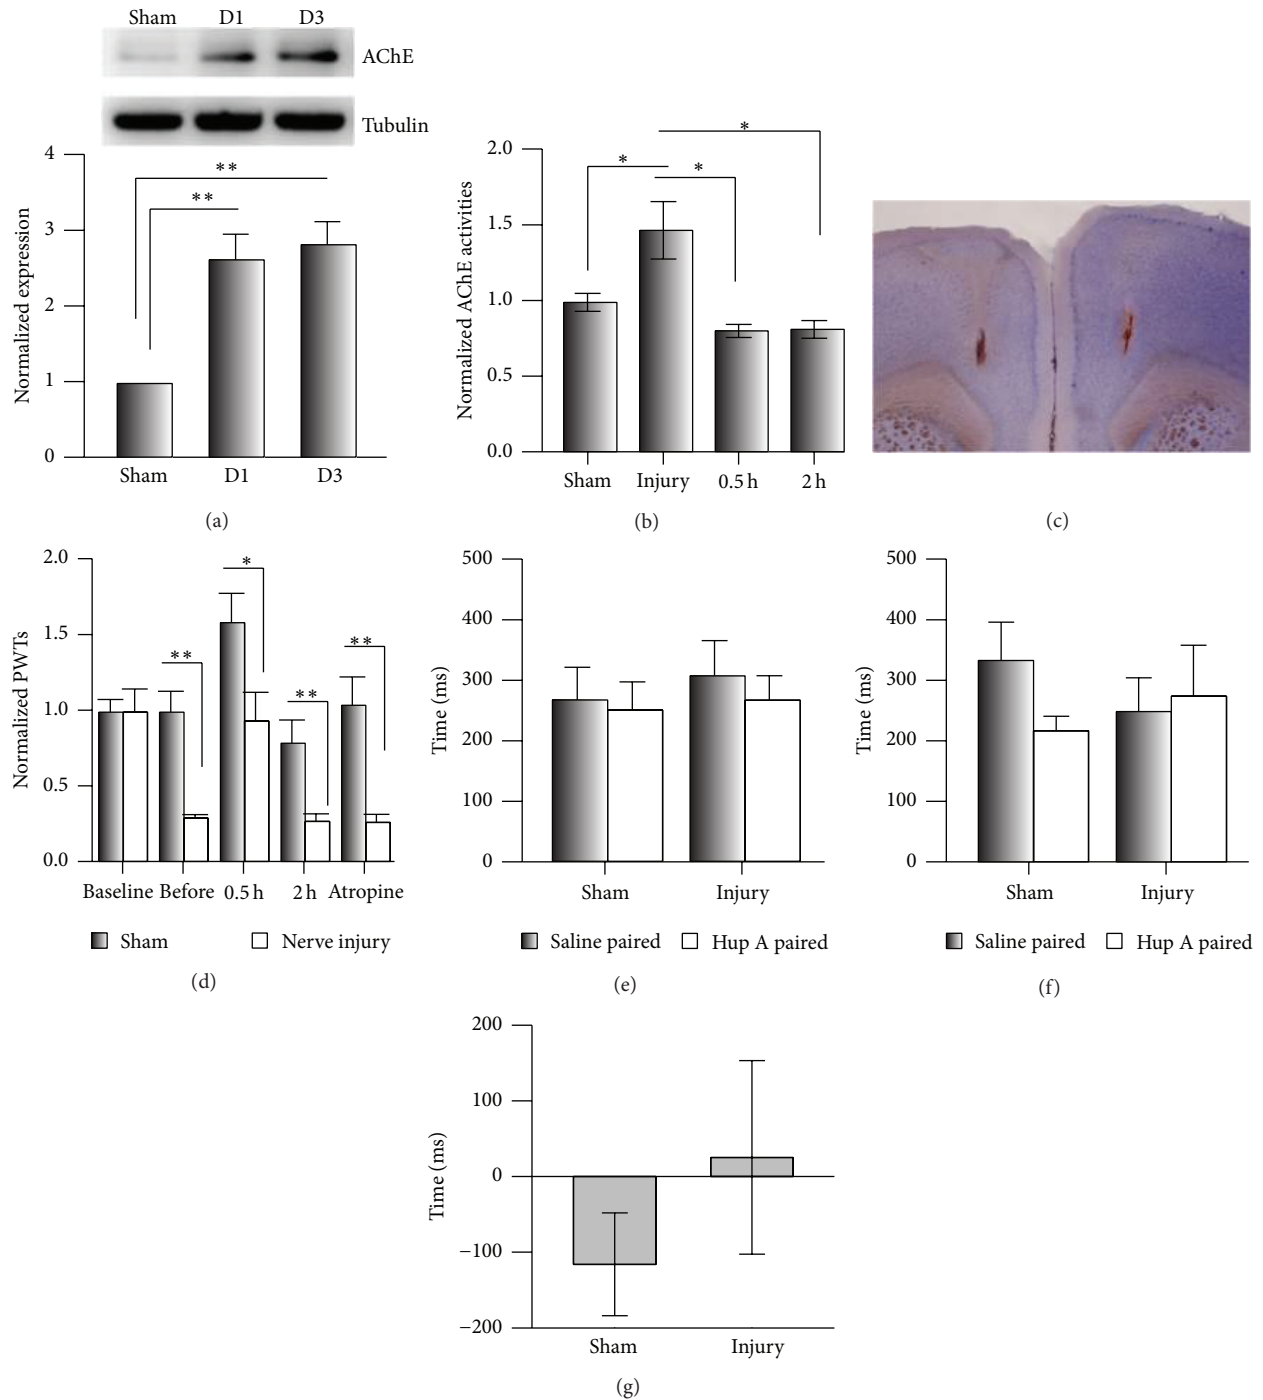 Sham D1 D3
AChE
Tubulin
Normalized expression
4
3
2
1
0
**
**
Sham D1 D3
(a)
Normalized AChE activities
2.0
1.5
1.0
0.5
0.0
*
*
*
Sham Injury 0.5 h 2 h
(b)
(c)
Normalized PWTs
2.0
1.5
1.0
0.5
0.0
**
*
**
**
Baseline Before 0.5 h 2 h Atropine
Sham Nerve injury
(d)
Time (ms)
500
400
300
200
100
0
Sham Injury
Saline paired Hup A paired
(e)
Time (ms)
500
400
300
200
100
0
Sham Injury
Saline paired Hup A paired
(f)
Time (ms)
200
100
0
−100
−200
Sham Injury
(g)